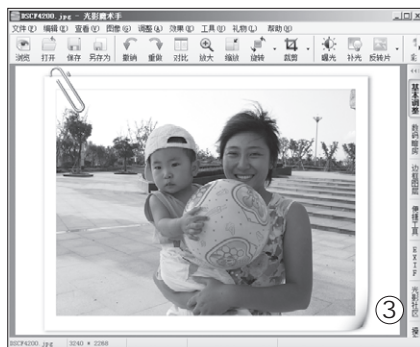 DSCP4200.jpg - 光影魔术手
文件(F) 编辑(E) 查看(V) 图像(G) 调整(A) 效果(E) 工具(T) 礼物(L) 帮助(H)
浏览 打开 保存 另存为 撤销 重做 对比 放大 缩放 旋转 裁剪 曝光 补光 反转片
基本调整
数码暗房
边框图层
便捷工具
EXIF
光影社区
③
DSCP4200.jpg 3240 * 2288